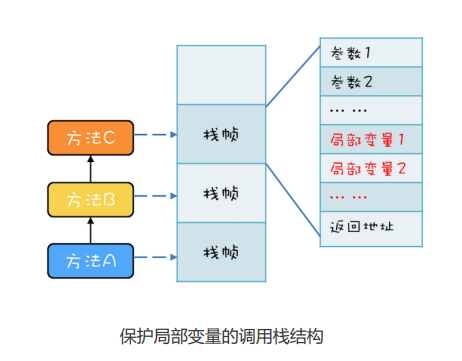 参数1
参数2
... ...
局部变量1
局部变量2
... ...
返回地址
方法C
栈帧
方法B
栈帧
方法A
栈帧
保护局部变量的调用栈结构